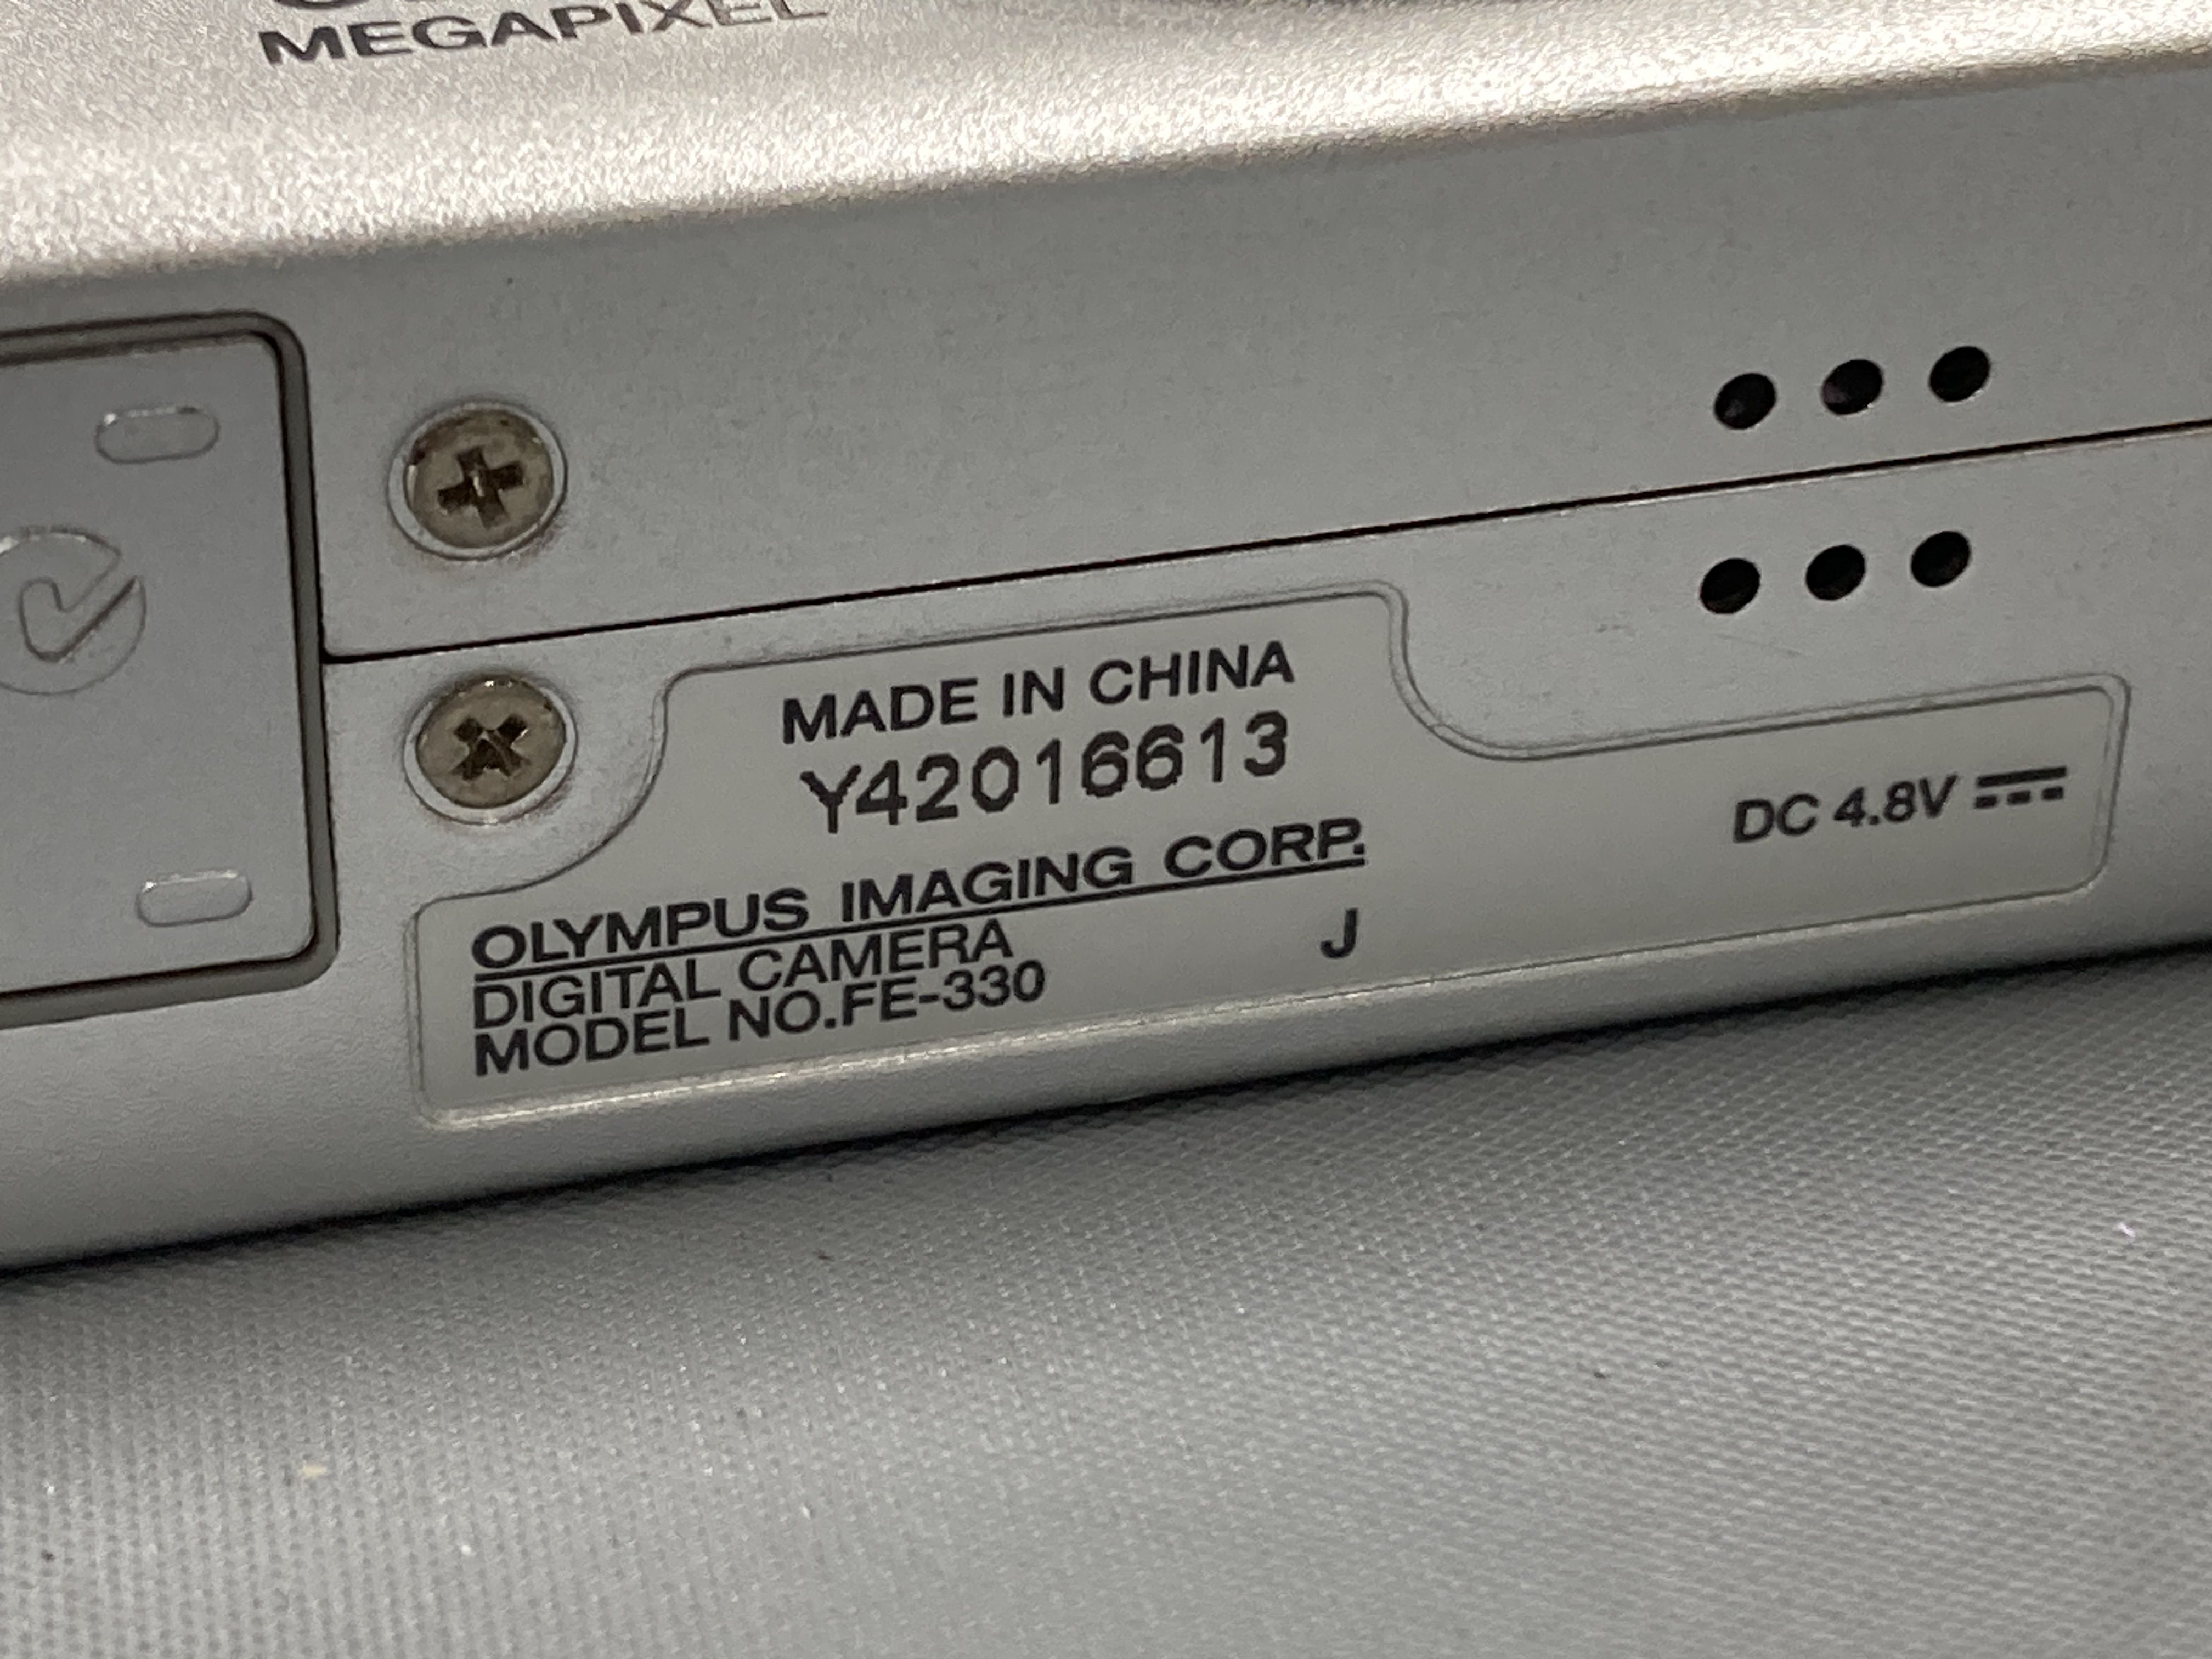 MEGAPIXEL
MADE IN CHINA
Y42016613
OLYMPUS IMAGING CORP.
DIGITAL CAMERA
MODEL NO.FE-330
J
DC 4.8V